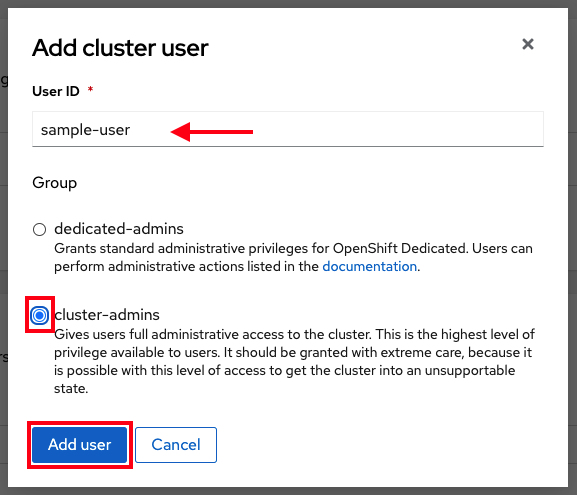 Add cluster user
User ID *
sample-user
Group
dedicated-admins
Grants standard administrative privileges for OpenShift Dedicated. Users can
perform administrative actions listed in the documentation.
cluster-admins
Gives users full administrative access to the cluster. This is the highest level of
privilege available to users. It should be granted with extreme care, because it
is possible with this level of access to get the cluster into an unsupportable
state.
Add user
Cancel